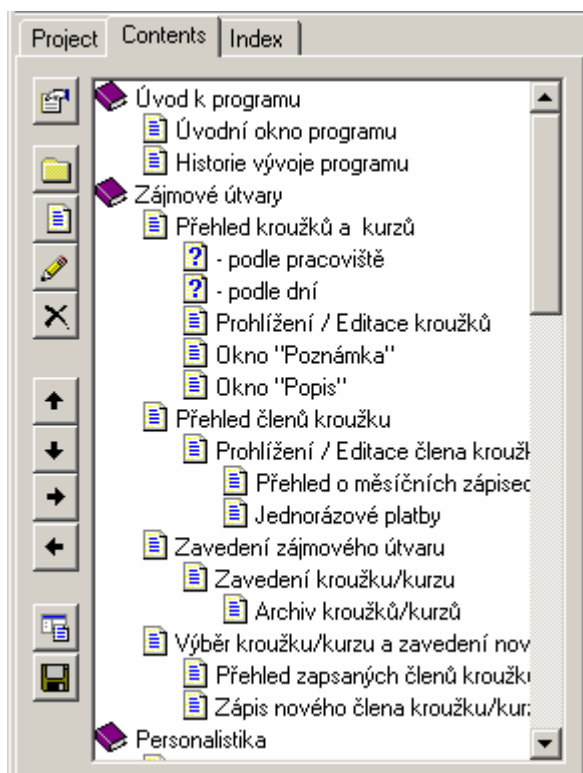 Project Contents Index
Úvod k programu
Úvodní okno programu
Historie vývoje programu
Zájmové útvary
Přehled kroužků a kurzů
- podle pracoviště
- podle dní
Prohlížení / Editace kroužků
Okno "Poznámka"
Okno "Popis"
Přehled členů kroužku
Prohlížení / Editace člena kroužk
Přehled o měsíčních zápisec
Jednorázové platby
Zavedení zájmového útvaru
Zavedení kroužku/kurzu
Archiv kroužků/kurzů
Výběr kroužku/kurzu a zavedení nov
Přehled zapsaných členů kroužku
Zápis nového člena kroužku/kurz
Personalistika